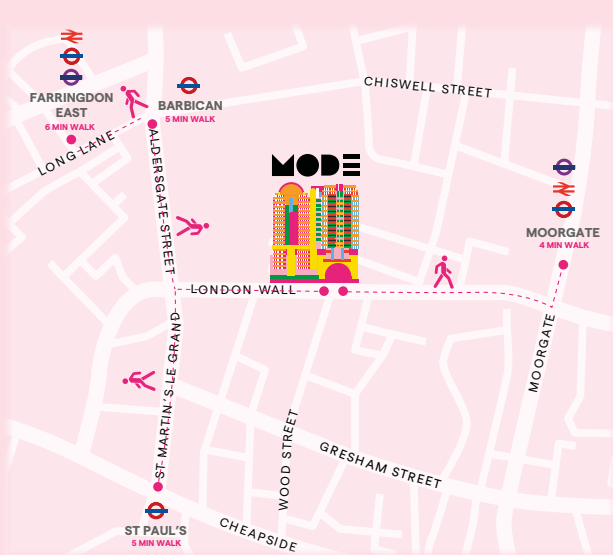 CHISWELL STREET
FARRINGDON
EAST
6 MIN WALK
BARBICAN
5 MIN WALK
LONG LANE
ALDERSGATE STREET
MODE
MOORGATE
4 MIN WALK
LONDON WALL
ST MARTIN'S LE GRAND
MOORGATE
WOOD STREET
GRESHAM STREET
CHEAPSIDE
ST PAUL'S
5 MIN WALK